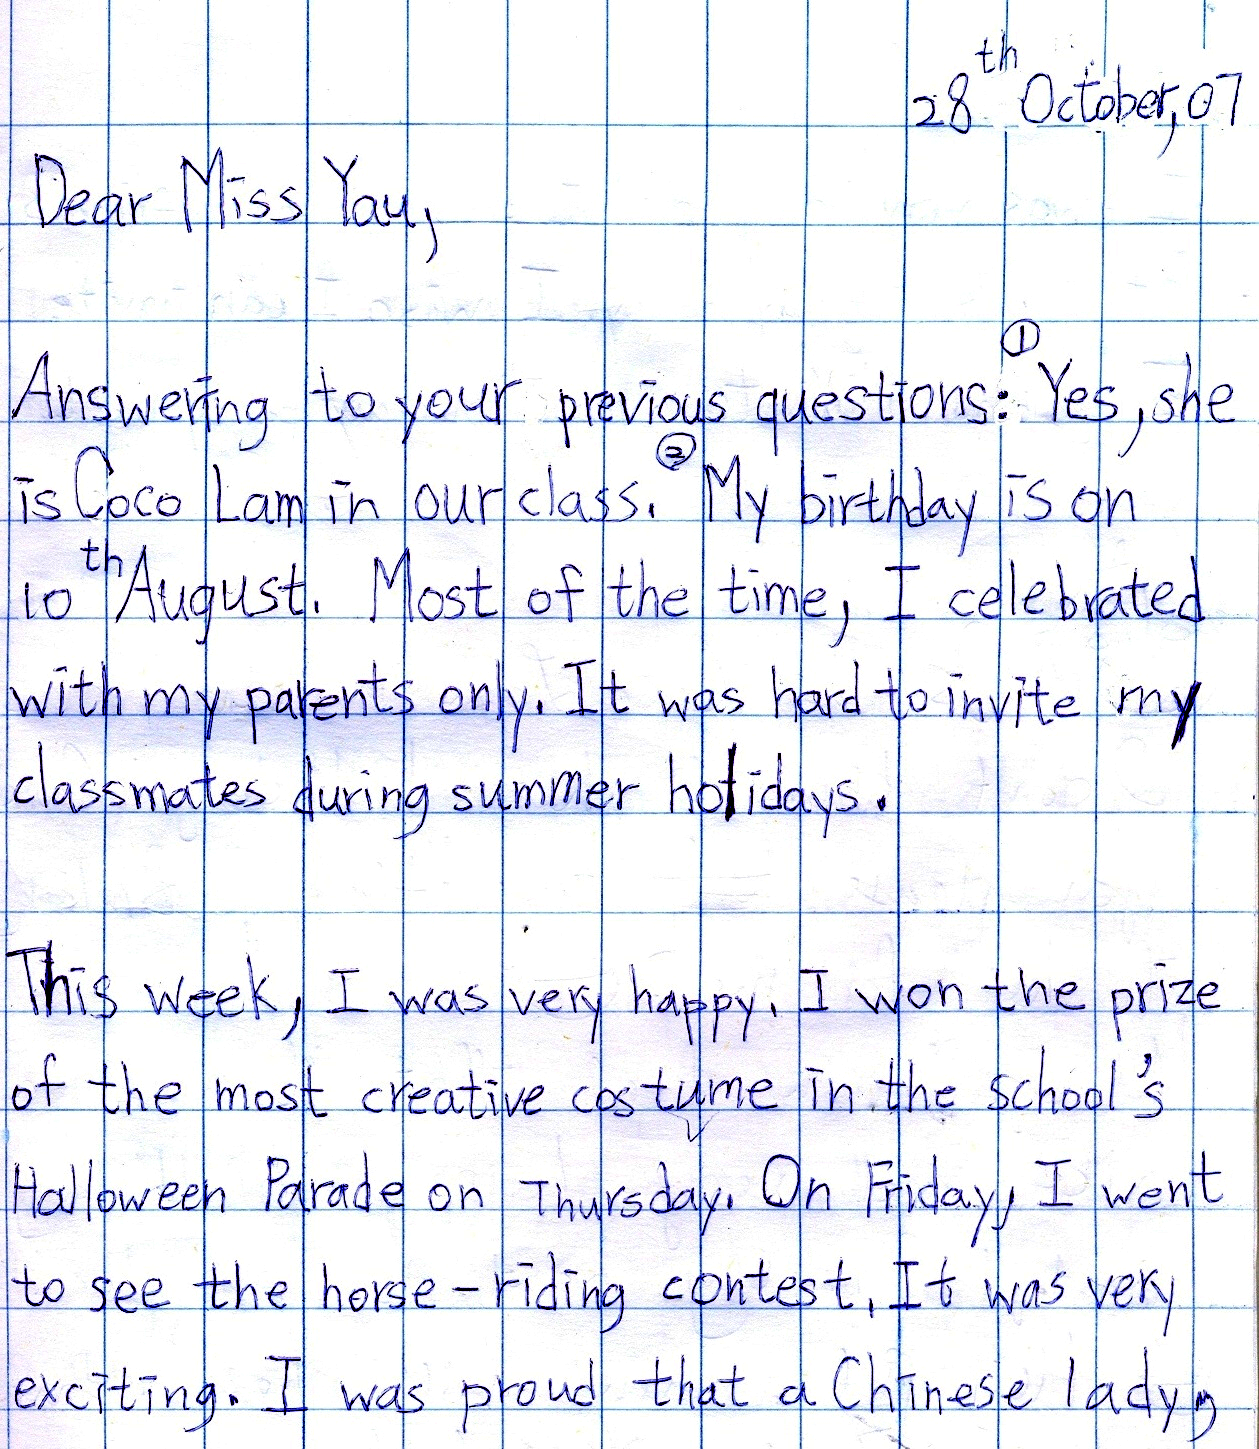 28th October, 07
Dear Miss Yau,
Answering to your previous questions: ① Yes, she
is Coco Lam in our class. ② My birthday is on
10th August. Most of the time, I celebrated
with my parents only. It was hard to invite my
classmates during summer holidays.
This week, I was very happy. I won the prize
of the most creative costume in the school's
Halloween Parade on Thursday. On Friday, I went
to see the horse-riding contest. It was very
exciting. I was proud that a Chinese lady,